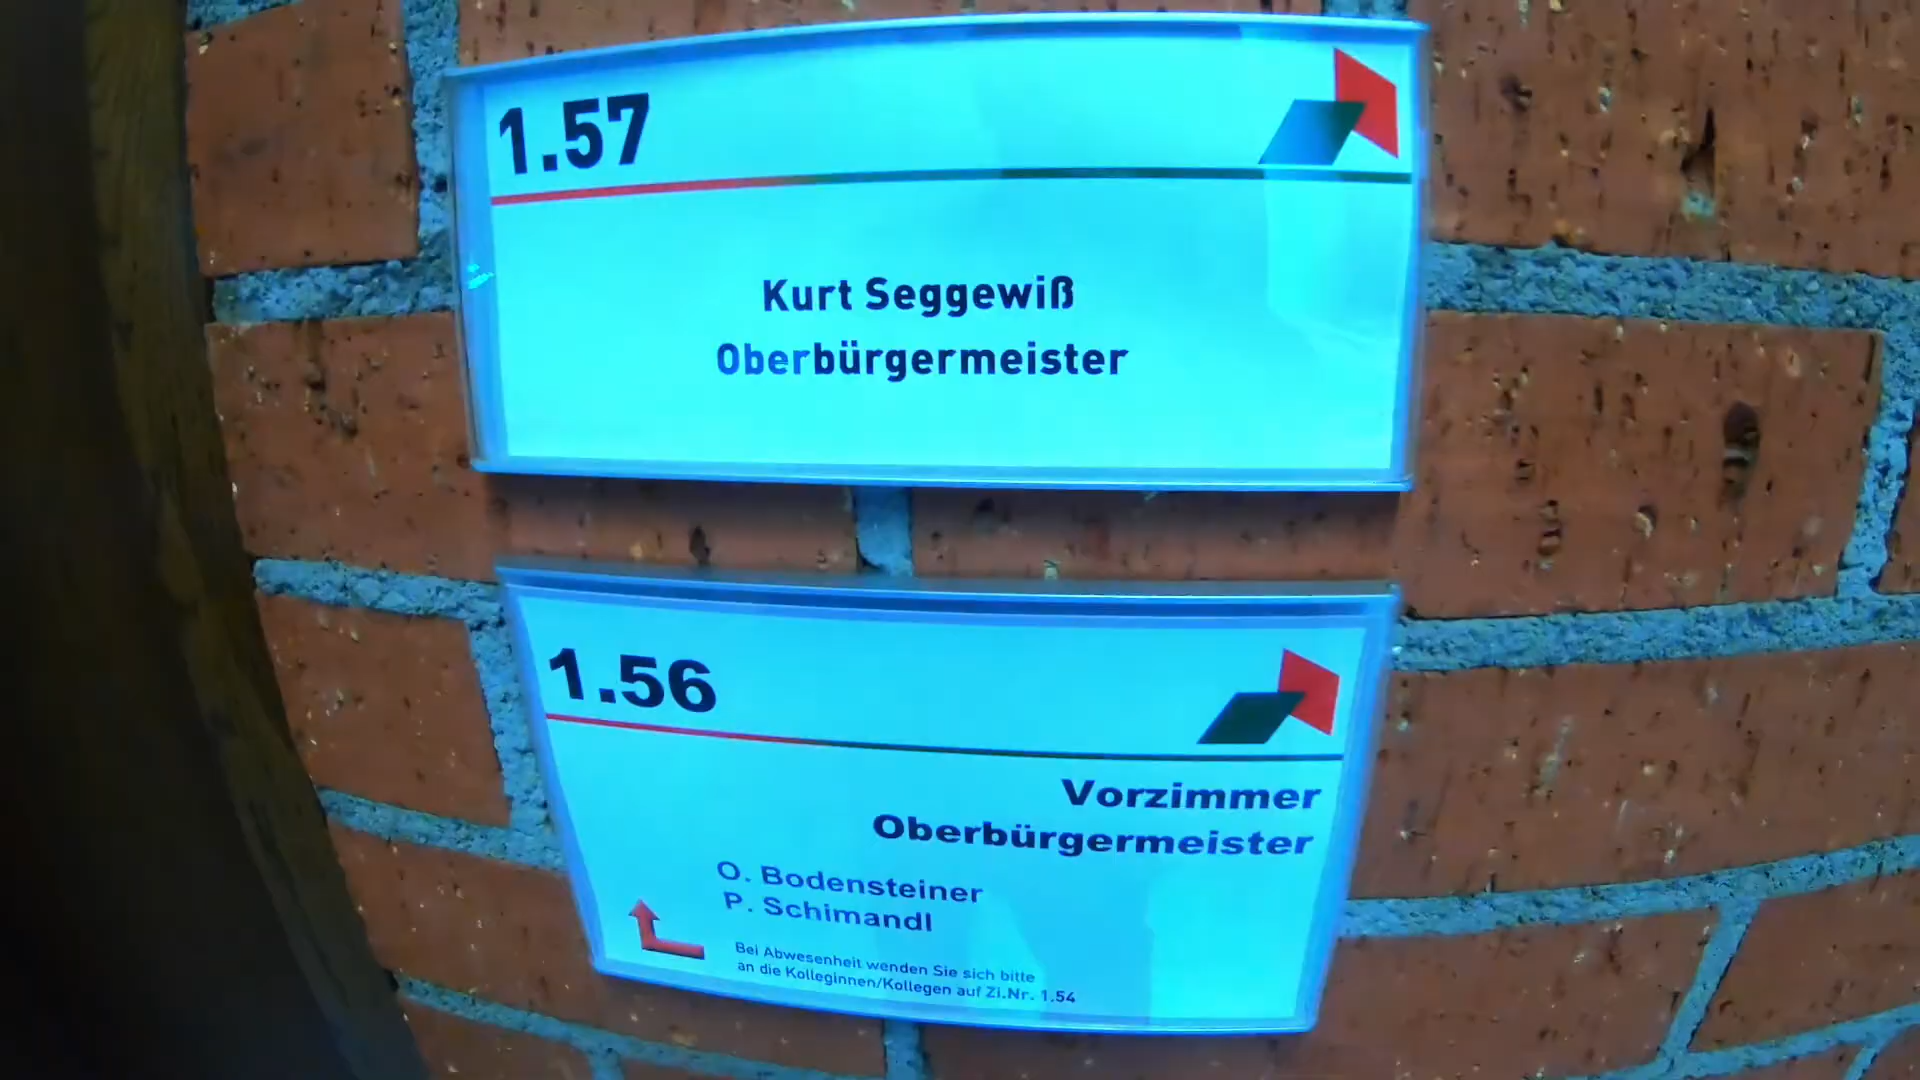 1.57
Kurt Seggewiß
Oberbürgermeister
1.56
Vorzimmer
Oberbürgermeister
O. Bodensteiner
P. Schimandl
Bei Abwesenheit wenden Sie sich bitte
an die Kolleginnen/Kollegen auf Zi.Nr. 1.54